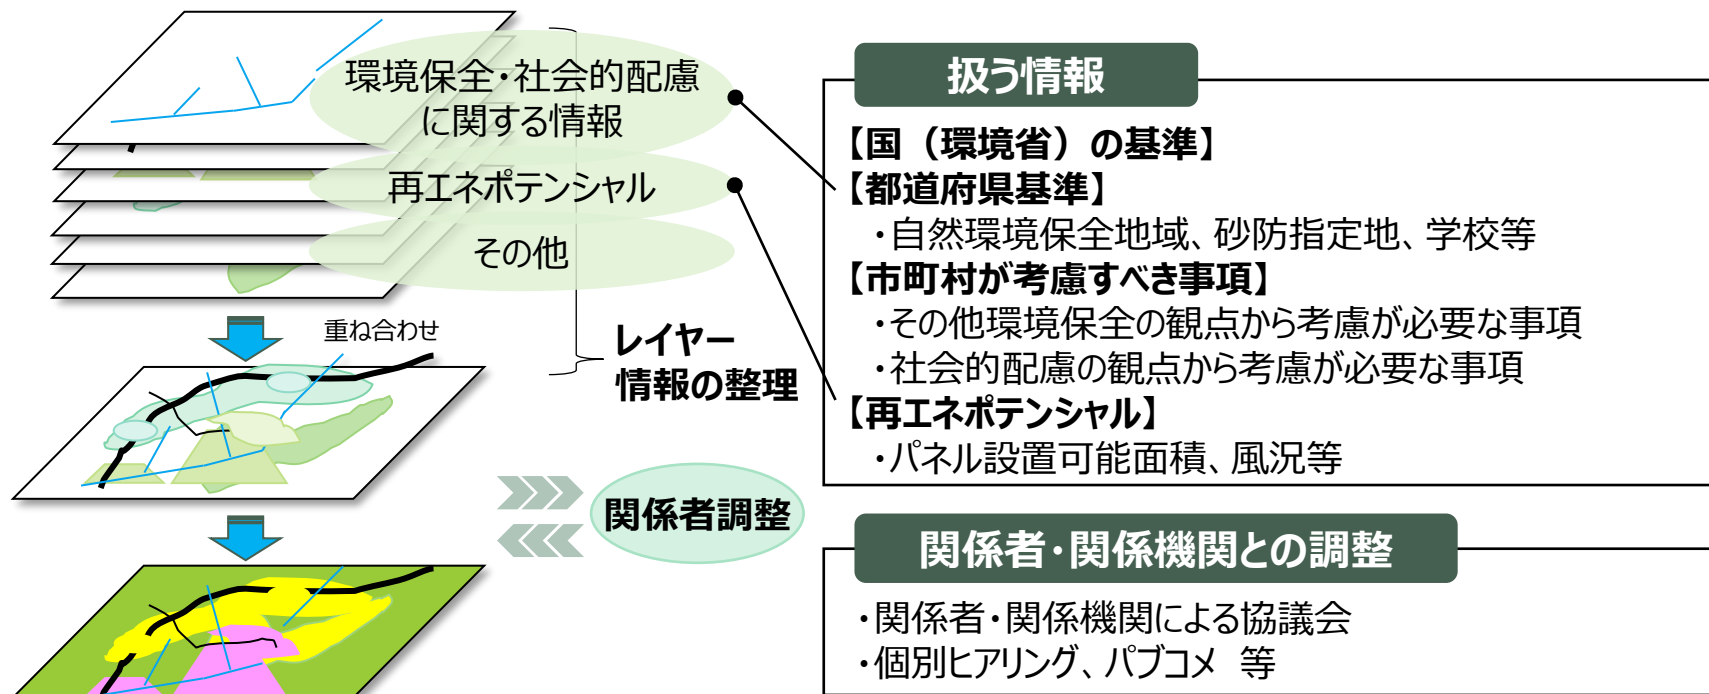 環境保全・社会的配慮
に関する情報
再エネポテンシャル
その他
重ね合わせ
レイヤー
情報の整理
関係者調整
扱う情報
【国（環境省）の基準】
【都道府県基準】
・自然環境保全地域、砂防指定地、学校等
【市町村が考慮すべき事項】
・その他環境保全の観点から考慮が必要な事項
・社会的配慮の観点から考慮が必要な事項
【再エネポテンシャル】
・パネル設置可能面積、風況等
関係者・関係機関との調整
・関係者・関係機関による協議会
・個別ヒアリング、パブコメ 等